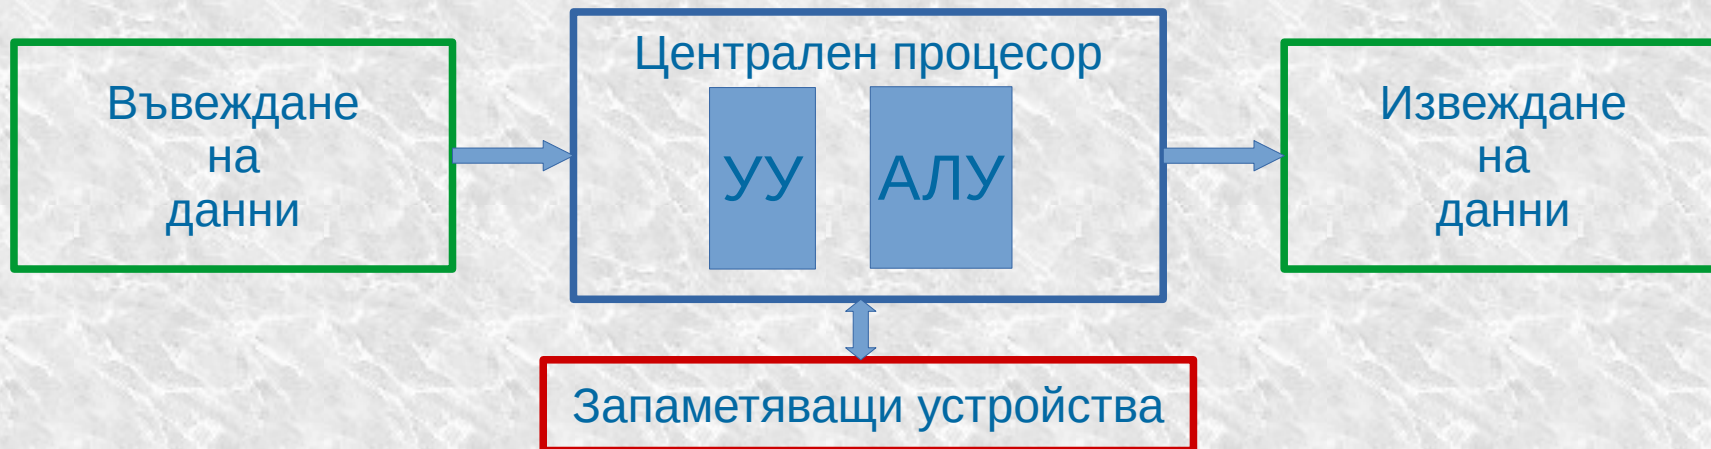 Въвеждане
на
данни
Централен процесор
УУ
АЛУ
Извеждане
на
данни
Запаметяващи устройства